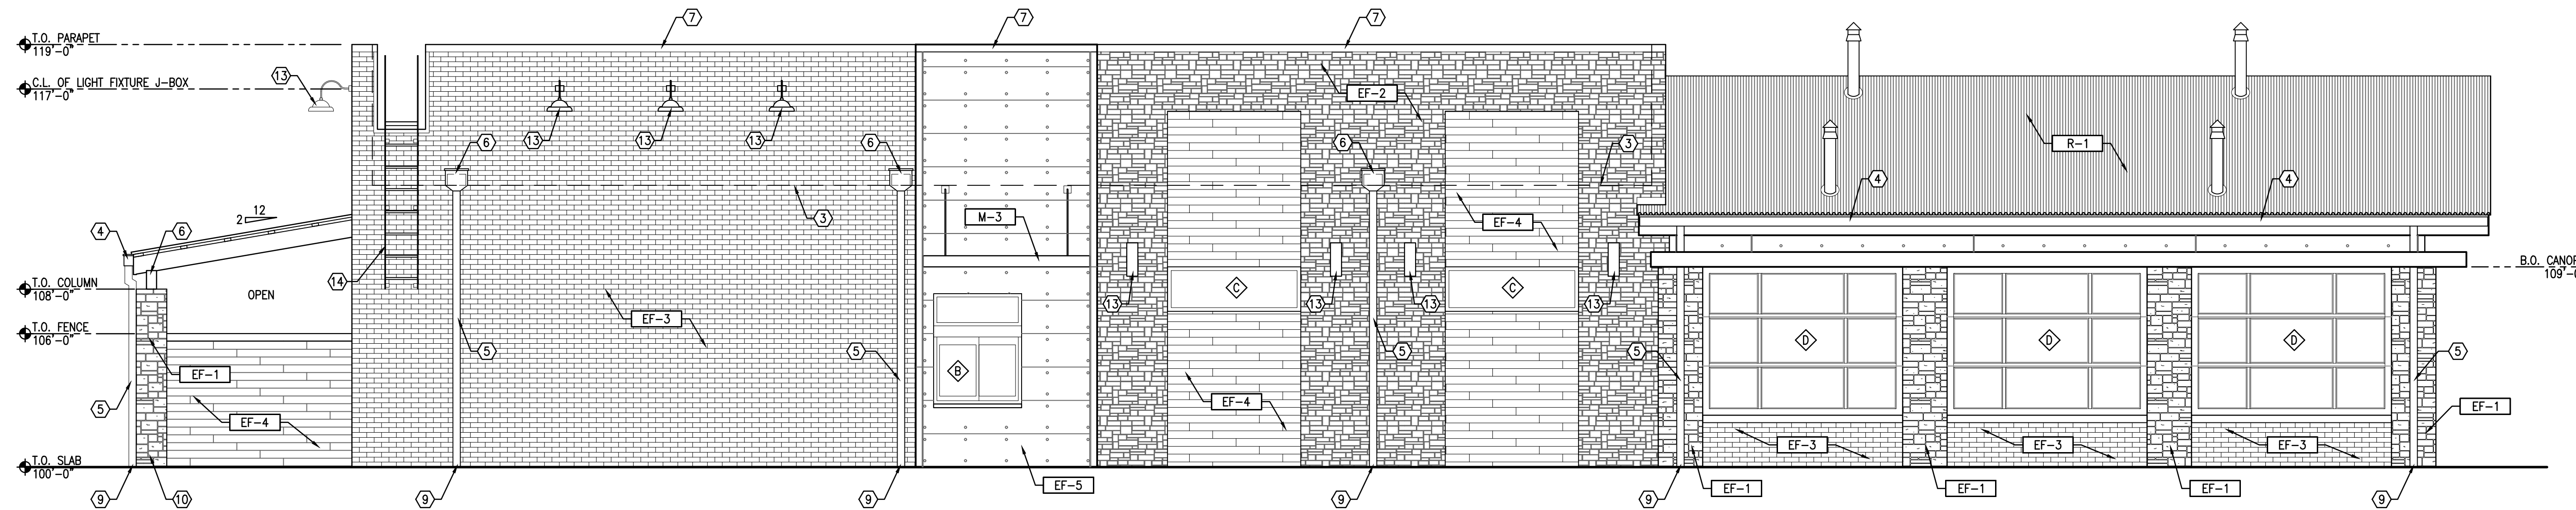 7
7
7
T.O. PARAPET
119'-0"
C.L. OF LIGHT FIXTURE J-BOX
117'-0"
13
EF-2
13
13
13
6
6
6
3
R-1
4
4
12
2
3
M-3
EF-4
4
6
14
OPEN
T.O. COLUMN
108'-0"
B.O. CANOP
109'-0
C
C
13
13
13
13
EF-3
T.O. FENCE
106'-0"
D
D
D
5
5
5
5
5
B
EF-1
5
EF-4
EF-4
EF-1
EF-3
EF-3
EF-3
T.O. SLAB
100'-0"
EF-5
EF-1
EF-1
EF-1
9
10
9
9
9
9
9